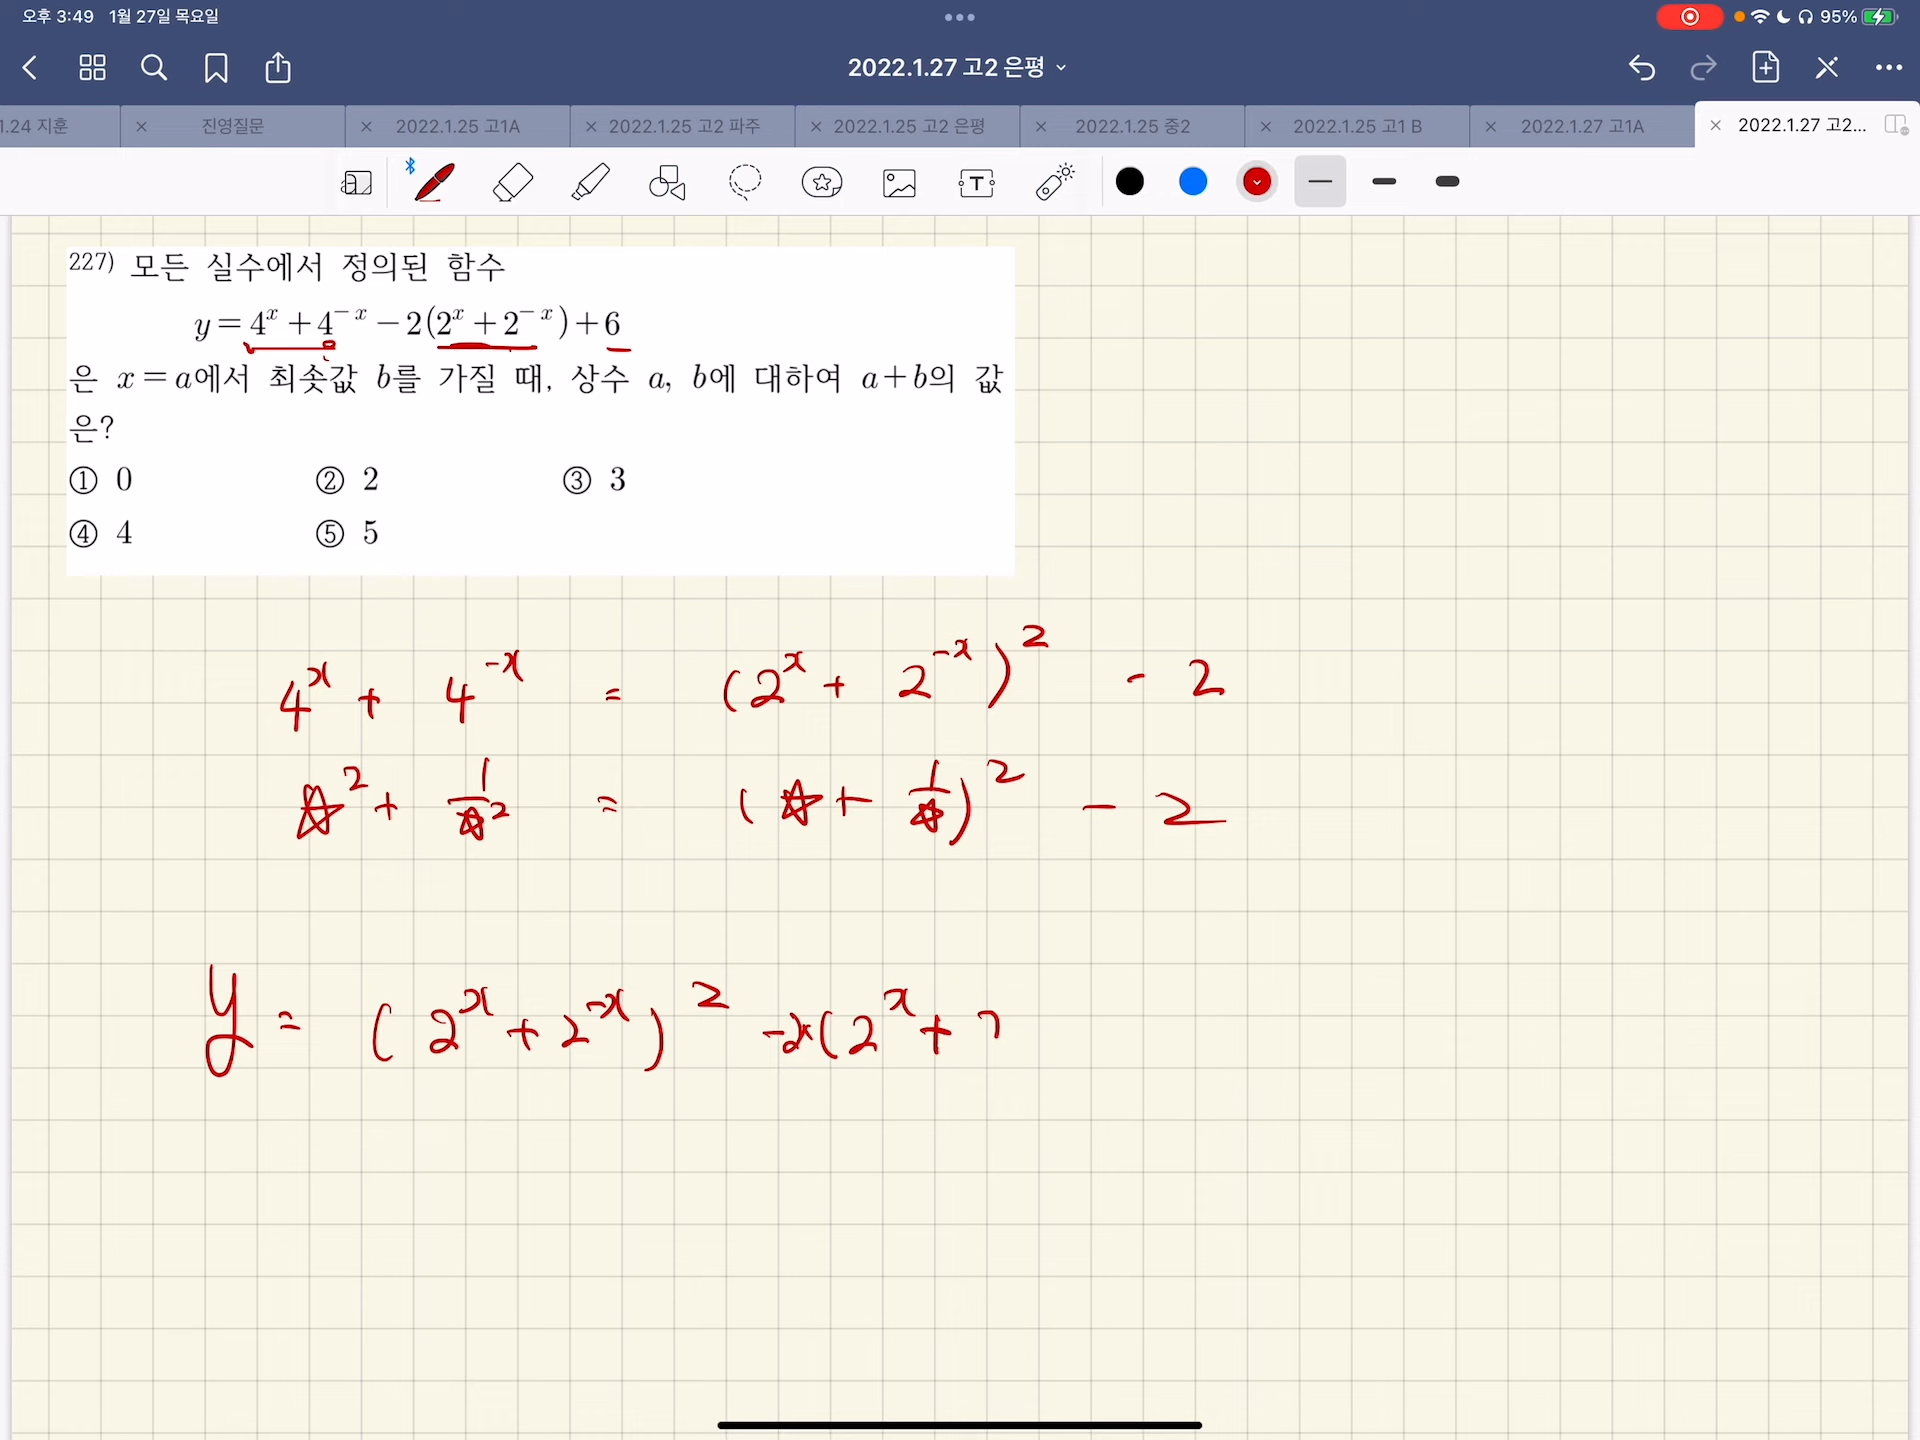 오후 3:49 1월 27일 목요일 95%
2022.1.27 고2 은평
1.24 지훈 진영질문 2022.1.25 고1A 2022.1.25 고2 파주 2022.1.25 고2 은평 2022.1.25 중2 2022.1.25 고1 B 2022.1.27 고1A 2022.1.27 고2...
227) 모든 실수에서 정의된 함수
y = 4^x + 4^{-x} - 2(2^x + 2^{-x}) + 6
은 x = a에서 최솟값 b를 가질 때, 상수 a, b에 대하여 a+b의 값
은?
① 0 ② 2 ③ 3
④ 4 ⑤ 5
4^x + 4^{-x} = (2^x + 2^{-x})^2 - 2
☆^2 + 1/☆^2 = (☆ + 1/☆)^2 - 2
y = (2^x + 2^{-x})^2 -2(2^x +